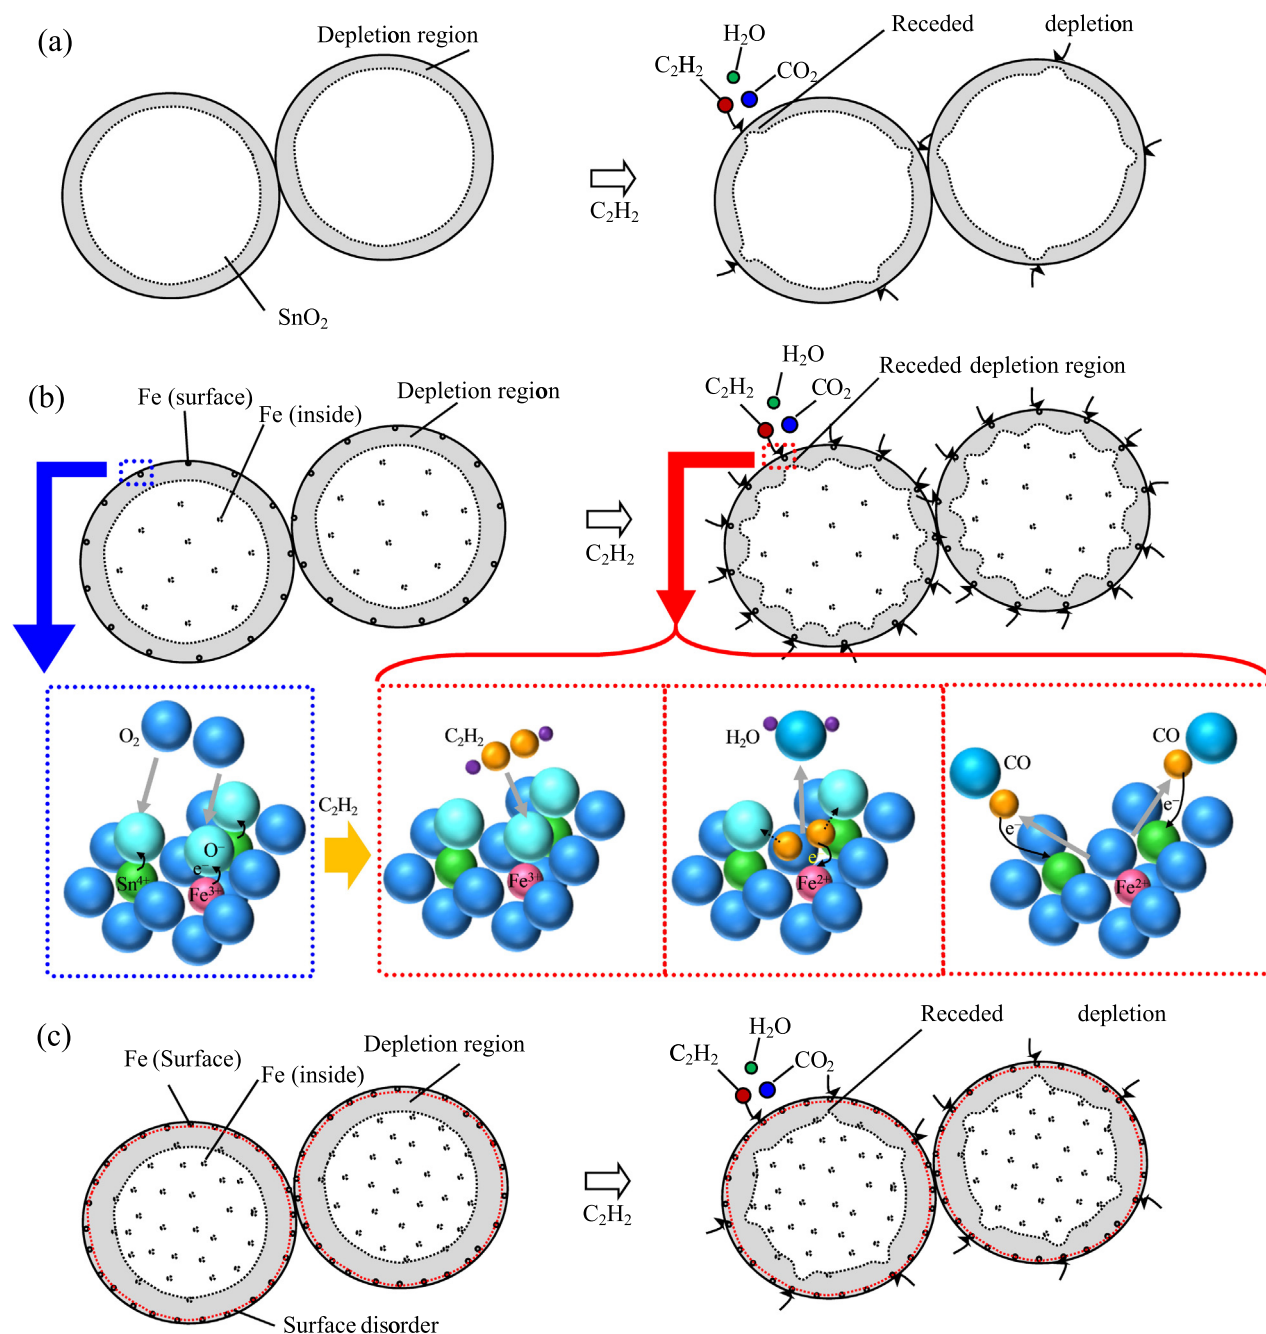 (a)
Depletion region
SnO₂
C₂H₂
H₂O
C₂H₂
CO₂
Receded depletion
(b)
Fe (surface)
Fe (inside)
Depletion region
C₂H₂
H₂O
C₂H₂
CO₂
Receded depletion region
O₂
O⁻
e⁻
Sn⁴⁺
Fe³⁺
C₂H₂
C₂H₂
Fe³⁺
H₂O
e
Fe²⁺
CO
CO
e⁻
e⁻
Fe²⁺
(c)
Fe (Surface)
Fe (inside)
Depletion region
Surface disorder
C₂H₂
H₂O
C₂H₂
CO₂
Receded depletion